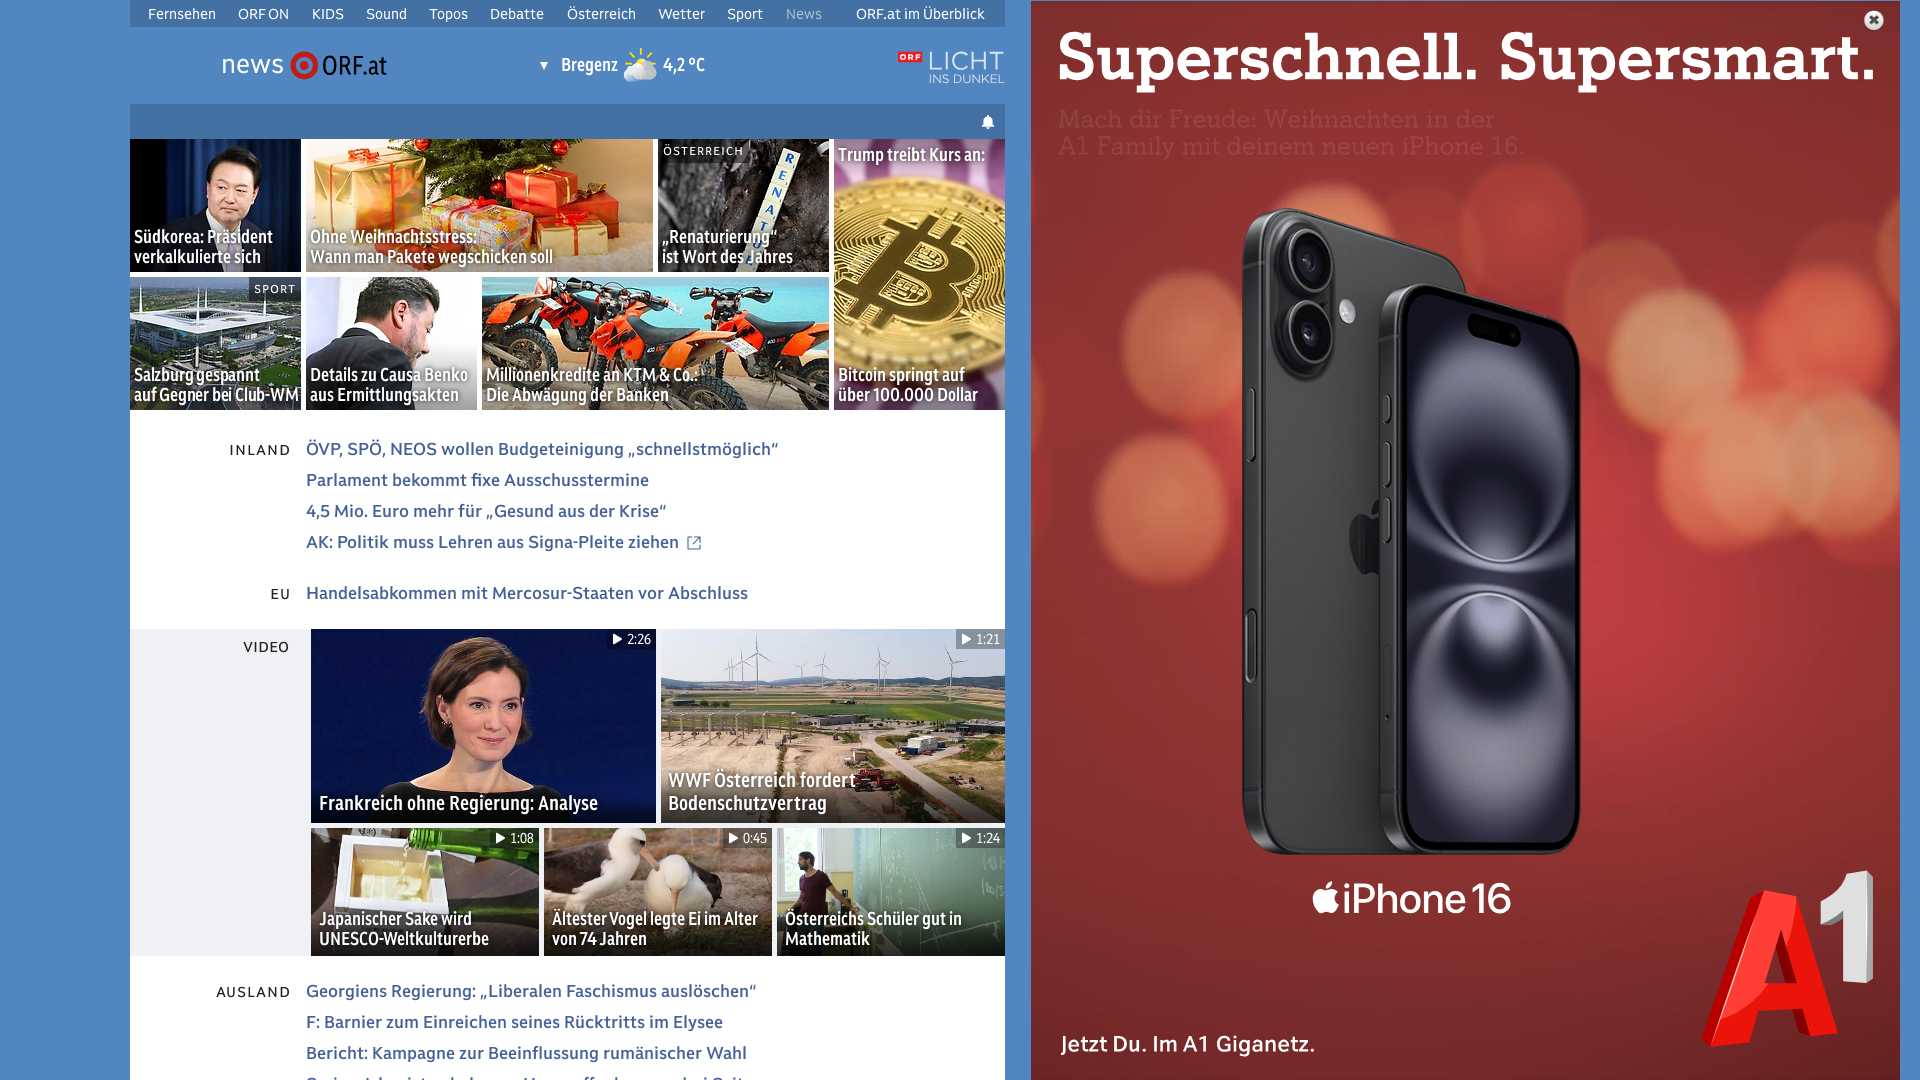 Fernsehen ORF ON KIDS Sound Topos Debatte Österreich Wetter Sport News ORF.at im Überblick
news ORF.at
▼ Bregenz 4,2 °C
ORF LICHT
INS DUNKEL
Südkorea: Präsident
verkalkulierte sich
Ohne Weihnachtsstress:
Wann man Pakete wegschicken soll
ÖSTERREICH
RENAT
„Renaturierung“
ist Wort des Jahres
Trump treibt Kurs an:
Bitcoin springt auf
über 100.000 Dollar
SPORT
Salzburg gespannt
auf Gegner bei Club-WM
Details zu Causa Benko
aus Ermittlungsakten
Millionenkredite an KTM & Co.:
Die Abwägung der Banken
INLAND
ÖVP, SPÖ, NEOS wollen Budgeteinigung „schnellstmöglich“
Parlament bekommt fixe Ausschusstermine
4,5 Mio. Euro mehr für „Gesund aus der Krise“
AK: Politik muss Lehren aus Signa-Pleite ziehen
EU
Handelsabkommen mit Mercosur-Staaten vor Abschluss
VIDEO
2:26
Frankreich ohne Regierung: Analyse
1:21
WWF Österreich fordert
Bodenschutzvertrag
1:08
Japanischer Sake wird
UNESCO-Weltkulturerbe
0:45
Ältester Vogel legte Ei im Alter
von 74 Jahren
1:24
Österreichs Schüler gut in
Mathematik
AUSLAND
Georgiens Regierung: „Liberalen Faschismus auslöschen“
F: Barnier zum Einreichen seines Rücktritts im Elysee
Bericht: Kampagne zur Beeinflussung rumänischer Wahl
Superschnell. Supersmart.
Mach dir Freude: Weihnachten in der
A1 Family mit deinem neuen iPhone 16.
iPhone 16
A1
Jetzt Du. Im A1 Giganetz.